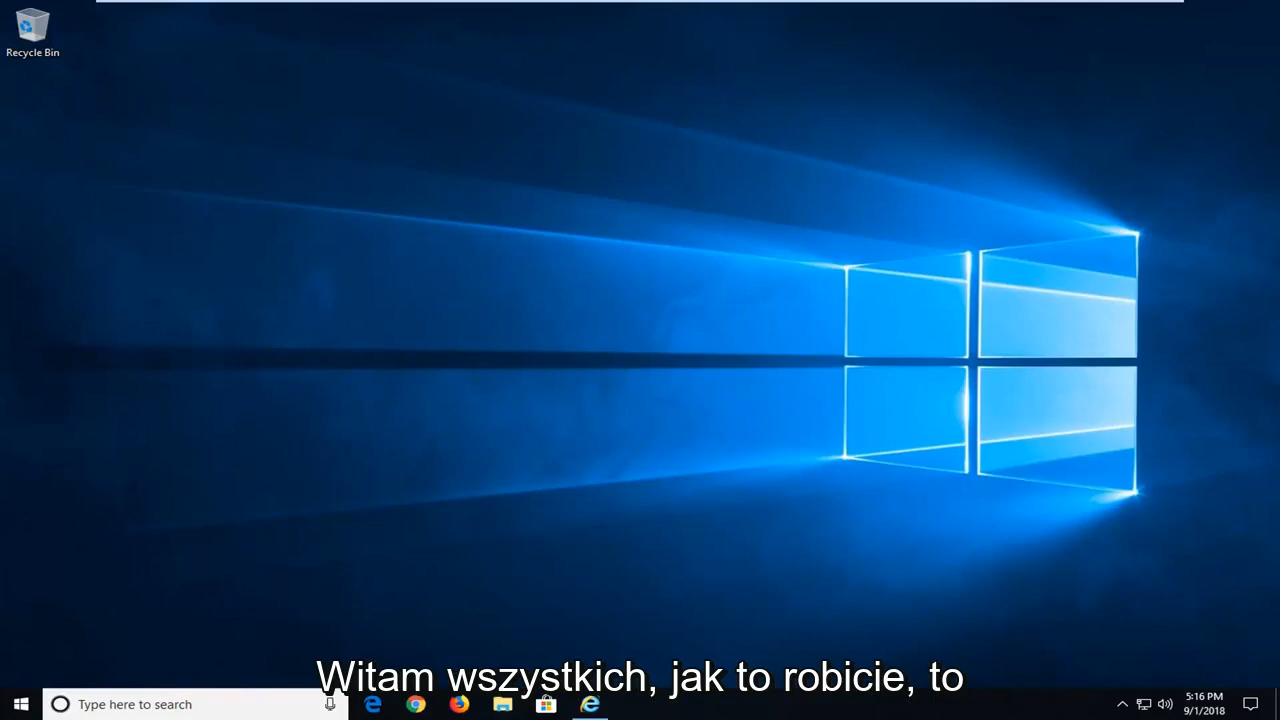 Recycle Bin
Witam wszystkich, jak to robicie, to
Type here to search
5:16 PM
9/1/2018